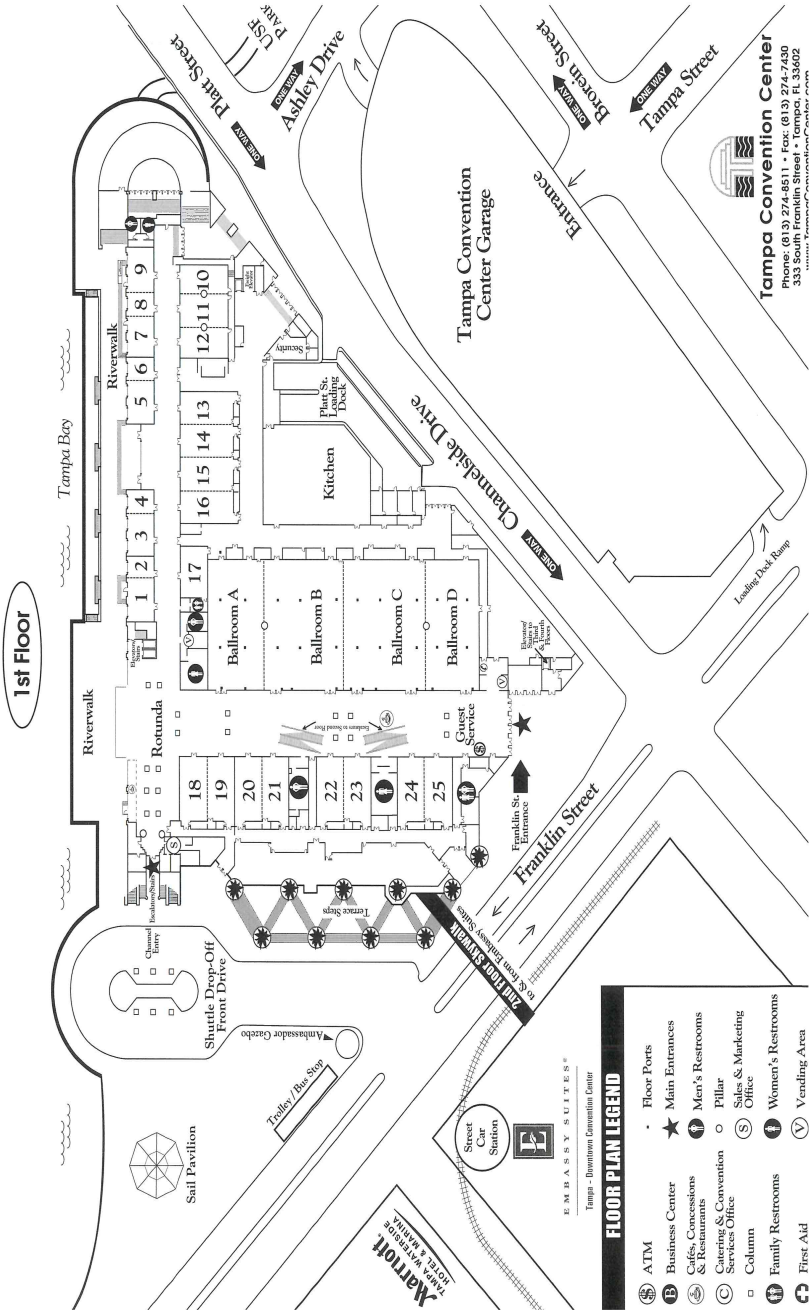 1st Floor
Tampa Bay
Riverwalk
Riverwalk
Platt Street
USF
PARK
ONE WAY
Ashley Drive
ONE WAY
Brorein Street
ONE WAY
Tampa Street
ONE WAY
Entrance
Tampa Convention
Center Garage
Channelside Drive
ONE WAY
Loading Dock Ramp
1
2
3
4
5
6
7
8
9
10
11
12
13
14
15
16
17
Security
Platt St.
Loading
Dock
Kitchen
Ballroom A
Ballroom B
Ballroom C
Ballroom D
V
Elevator/
Stairs
Rotunda
Escalators to Second Floor
Guest
Service
$
C
V
Elevator/
Stairs to
Third
& Fourth
Floors
18
19
20
21
22
23
24
25
Franklin St.
Entrance
Franklin Street
S
Escalators/Stairs
Channel
Entry
Terrace Steps
2nd Floor Skywalk
to & from Embassy Suites
Shuttle Drop-Off
Front Drive
Ambassador Gazebo
Trolley / Bus Stop
Sail Pavilion
Street
Car
Station
E
EMBASSY SUITES®
Tampa - Downtown Convention Center
Marriott.
TAMPA WATERSIDE
HOTEL & MARINA
FLOOR PLAN LEGEND
$ ATM
B Business Center
Cafés, Concessions
& Restaurants
C Catering & Convention
Services Office
Column
Family Restrooms
First Aid
Floor Ports
Main Entrances
Men's Restrooms
Pillar
S Sales & Marketing
Office
Women's Restrooms
V Vending Area
Tampa Convention Center
Phone: (813) 274-8511 • Fax: (813) 274-7430
333 South Franklin Street • Tampa, FL 33602
www.TampaConventionCenter.com